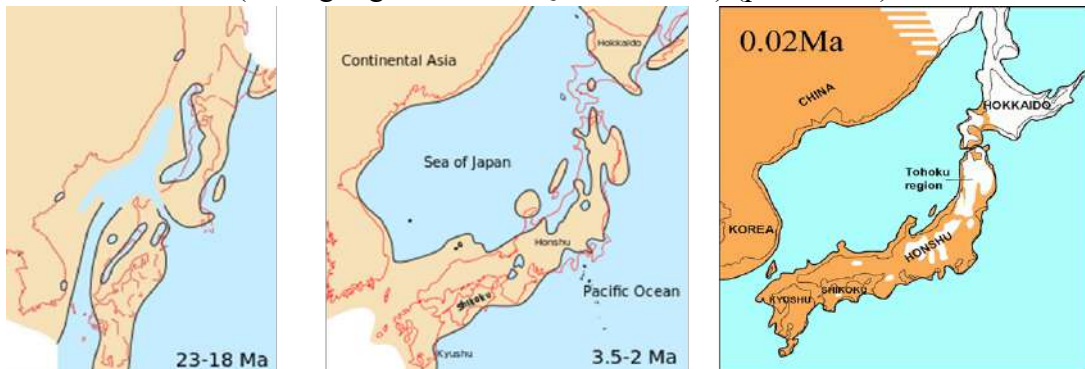 23-18 Ma
Continental Asia
Hokkaido
Sea of Japan
Honshu
Shikoku
Pacific Ocean
Kyushu
3.5-2 Ma
0.02Ma
CHINA
HOKKAIDO
Tohoku
region
KOREA
HONSHU
SHIKOKU
KYUSHU